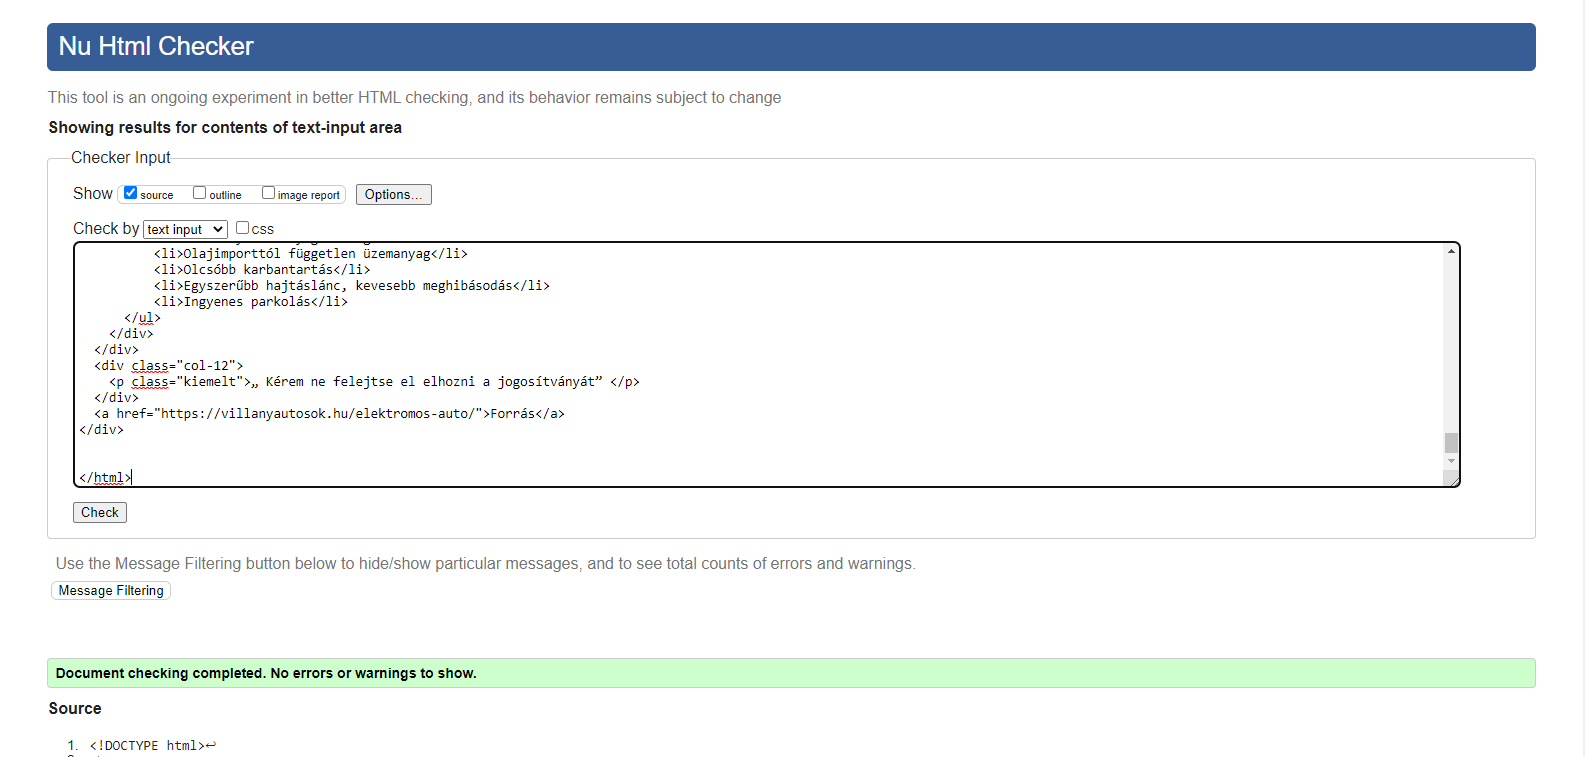 Nu Html Checker
This tool is an ongoing experiment in better HTML checking, and its behavior remains subject to change
Showing results for contents of text-input area
Checker Input
Show source outline image report Options...
Check by text input css
<li>Olajimporttól független üzemanyag</li>
<li>Olcsóbb karbantartás</li>
<li>Egyszerűbb hajtáslánc, kevesebb meghibásodás</li>
<li>Ingyenes parkolás</li>
</ul>
</div>
</div>
<div class="col-12">
<p class="kiemelt">„ Kérem ne felejtse el elhozni a jogosítványát” </p>
</div>
<a href="https://villanyautosok.hu/elektromos-auto/">Forrás</a>
</div>
</html>
Check
Use the Message Filtering button below to hide/show particular messages, and to see total counts of errors and warnings.
Message Filtering
Document checking completed. No errors or warnings to show.
Source
1. <!DOCTYPE html>↩